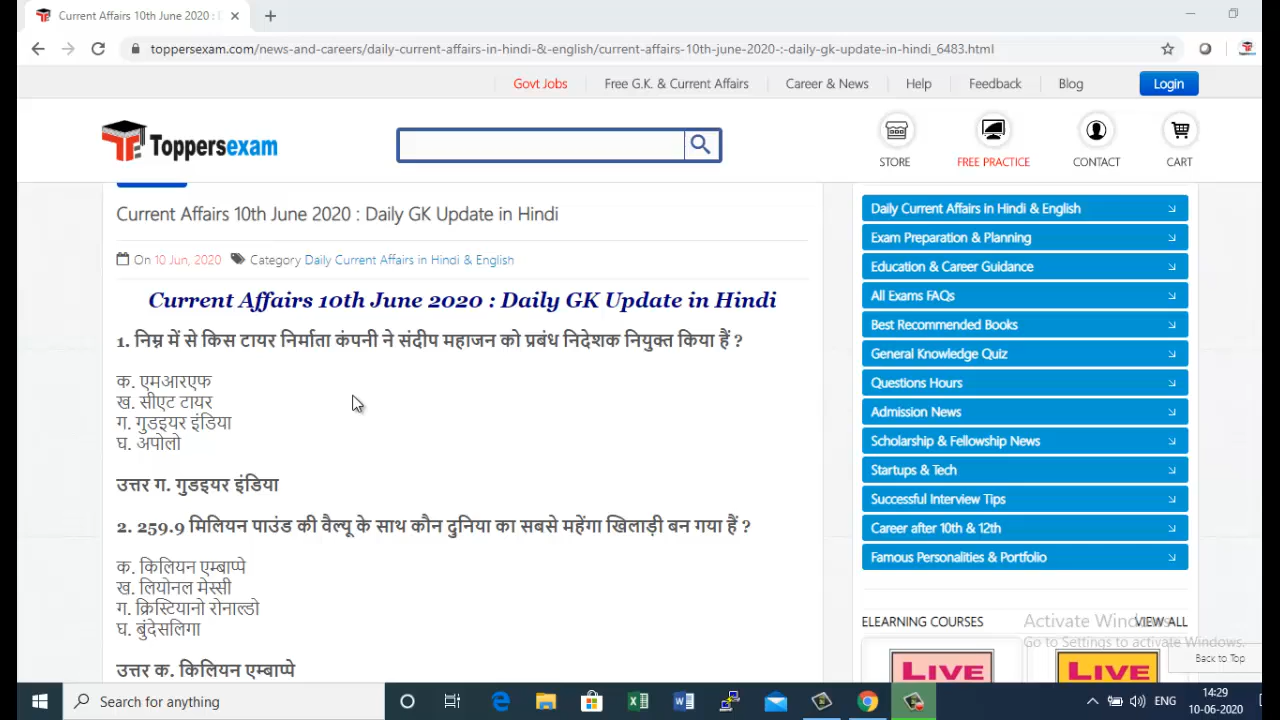 Current Affairs 10th June 2020 : D
toppersexam.com/news-and-careers/daily-current-affairs-in-hindi-&-english/current-affairs-10th-june-2020-:-daily-gk-update-in-hindi_6483.html
Govt Jobs Free G.K. & Current Affairs Career & News Help Feedback Blog Login
Toppersexam
STORE FREE PRACTICE CONTACT CART
Current Affairs 10th June 2020 : Daily GK Update in Hindi
On 10 Jun, 2020 Category Daily Current Affairs in Hindi & English
Current Affairs 10th June 2020 : Daily GK Update in Hindi
1. निम्न में से किस टायर निर्माता कंपनी ने संदीप महाजन को प्रबंध निदेशक नियुक्त किया हैं ?
क. एमआरएफ
ख. सीएट टायर
ग. गुडइयर इंडिया
घ. अपोलो
उत्तर ग. गुडइयर इंडिया
2. 259.9 मिलियन पाउंड की वैल्यू के साथ कौन दुनिया का सबसे महेंगा खिलाड़ी बन गया हैं ?
क. किलियन एम्बाप्पे
ख. लियोनल मेस्सी
ग. क्रिस्टियानो रोनाल्डो
घ. बुंदेसलिगा
उत्तर क. किलियन एम्बाप्पे
Daily Current Affairs in Hindi & English
Exam Preparation & Planning
Education & Career Guidance
All Exams FAQs
Best Recommended Books
General Knowledge Quiz
Questions Hours
Admission News
Scholarship & Fellowship News
Startups & Tech
Successful Interview Tips
Career after 10th & 12th
Famous Personalities & Portfolio
ELEARNING COURSES VIEW ALL
Activate Windows
Go to Settings to activate Windows.
Back to Top
LIVE LIVE
Search for anything
ENG
14:29
10-06-2020